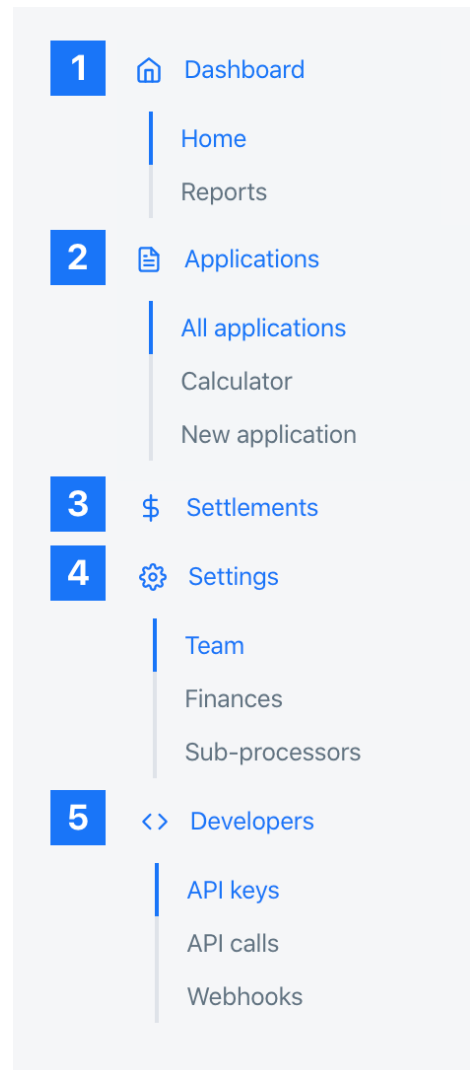 1 Dashboard
Home
Reports
2 Applications
All applications
Calculator
New application
3 Settlements
4 Settings
Team
Finances
Sub-processors
5 Developers
API keys
API calls
Webhooks